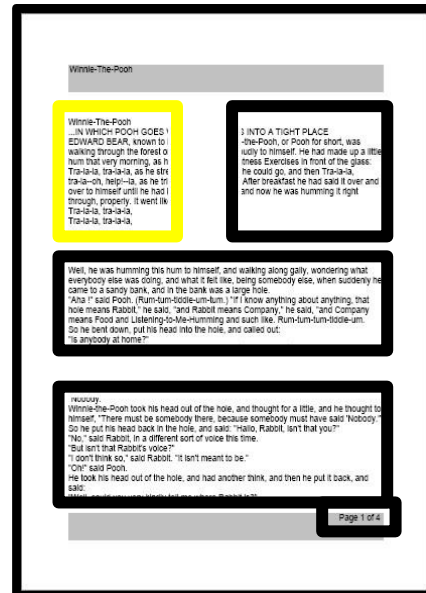 Winnie-The-Pooh
Winnie-The-Pooh
...IN WHICH POOH GOES INTO A TIGHT PLACE
EDWARD BEAR, known to -the-Pooh, or Pooh for short, was
walking through the forest o udly to himself. He had made up a little
hum that very morning, as h tness Exercises in front of the glass:
Tra-la-la, tra-la-la, as he stre he could go, and then Tra-la-la,
tra-la--oh, help!--la, as he tri After breakfast he had said it over and
over to himself until he had and now he was humming it right
through, properly. It went lik
Tra-la-la, tra-la-la,
Tra-la-la, tra-la-la,
Well, he was humming this hum to himself, and walking along gaily, wondering what
everybody else was doing, and what it felt like, being somebody else, when suddenly he
came to a sandy bank, and in the bank was a large hole.
"Aha !" said Pooh. (Rum-tum-tiddle-um-tum.) "If I know anything about anything, that
hole means Rabbit," he said, "and Rabbit means Company," he said, "and Company
means Food and Listening-to-Me-Humming and such like. Rum-tum-tum-tiddle-um.
So he bent down, put his head into the hole, and called out:
"Is anybody at home?"
"Nobody."
Winnie-the-Pooh took his head out of the hole, and thought for a little, and he thought to
himself, "There must be somebody there, because somebody must have said 'Nobody.'"
So he put his head back in the hole, and said: "Hallo, Rabbit, isn't that you?"
"No," said Rabbit, in a different sort of voice this time.
"But isn't that Rabbit's voice?"
"I don't think so," said Rabbit. "It isn't meant to be."
"Oh!" said Pooh.
He took his head out of the hole, and had another think, and then he put it back, and
said:
"Well, could you very kindly tell me where Rabbit is?"
Page 1 of 4